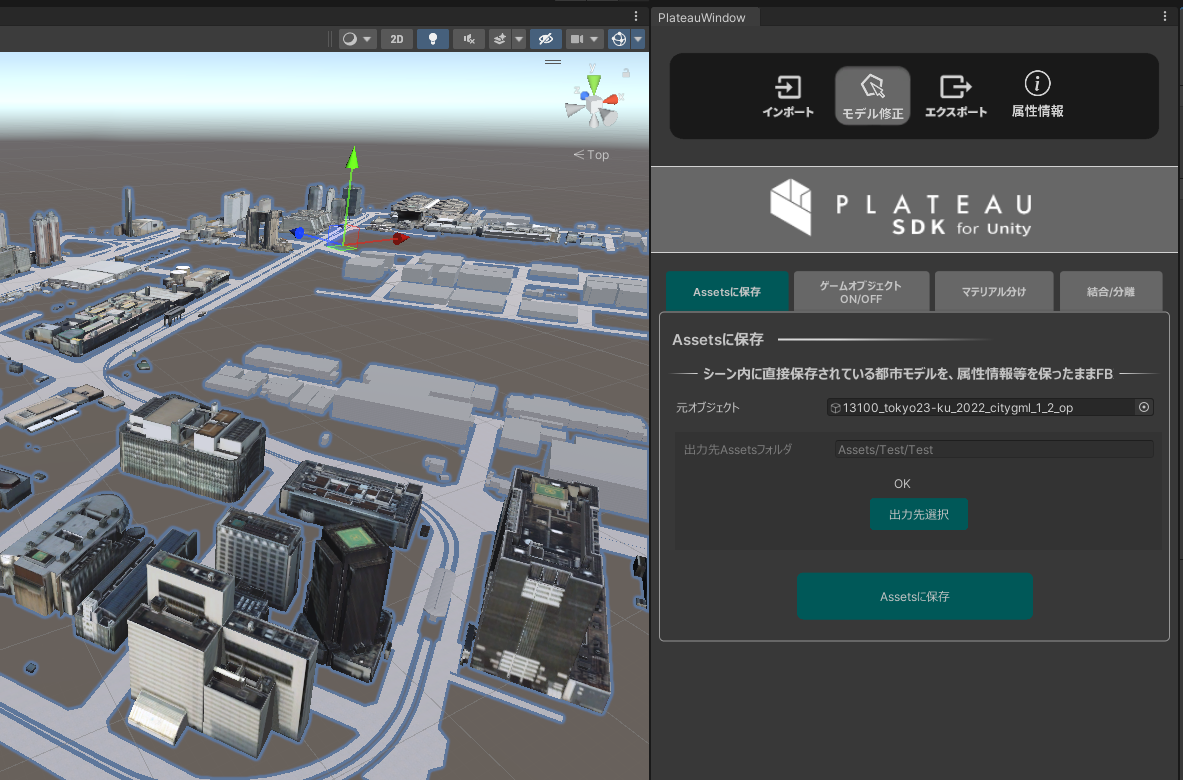 PlateauWindow
2D
インポート
モデル修正
エクスポート
属性情報
Top
PLATEAU
SDK for Unity
Assetsに保存
ゲームオブジェクト
ON/OFF
マテリアル分け
結合/分離
Assetsに保存
シーン内に直接保存されている都市モデルを、属性情報等を保ったままFB
元オブジェクト
13100_tokyo23-ku_2022_citygml_1_2_op
出力先Assetsフォルダ
Assets/Test/Test
OK
出力先選択
Assetsに保存